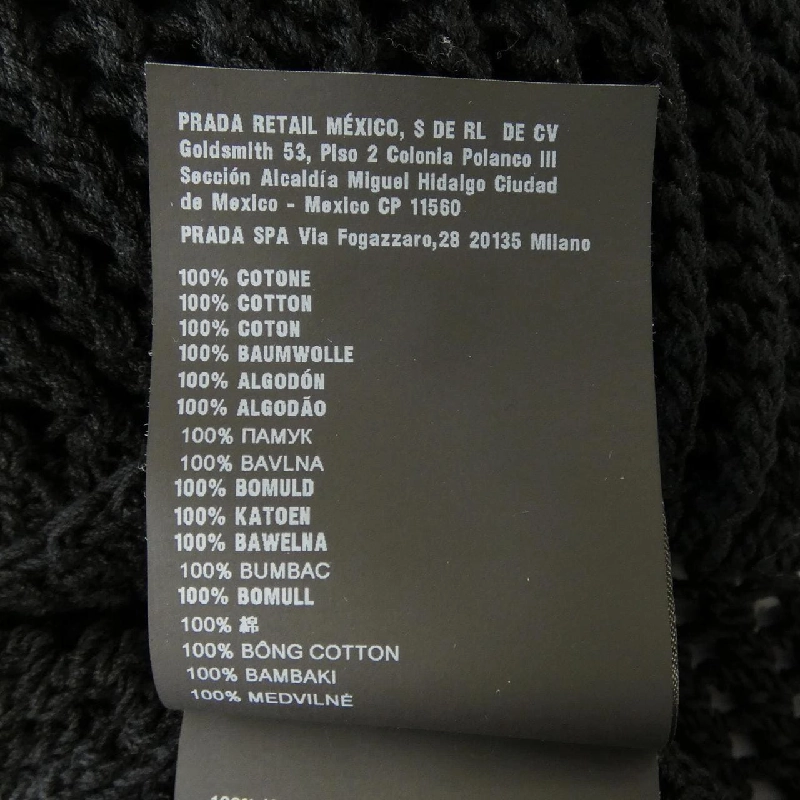 PRADA RETAIL MÉXICO, S DE RL DE CV
Goldsmith 53, Piso 2 Colonia Polanco III
Sección Alcaldía Miguel Hidalgo Ciudad
de Mexico - Mexico CP 11560
PRADA SPA Via Fogazzaro,28 20135 Milano
100% COTONE
100% COTTON
100% COTON
100% BAUMWOLLE
100% ALGODÓN
100% ALGODÃO
100% ПАМУК
100% BAVLNA
100% BOMULD
100% KATOEN
100% BAWEŁNA
100% BUMBAC
100% BOMULL
100% 綿
100% BÔNG COTTON
100% BAMBAKI
100% MEDVILNĖ